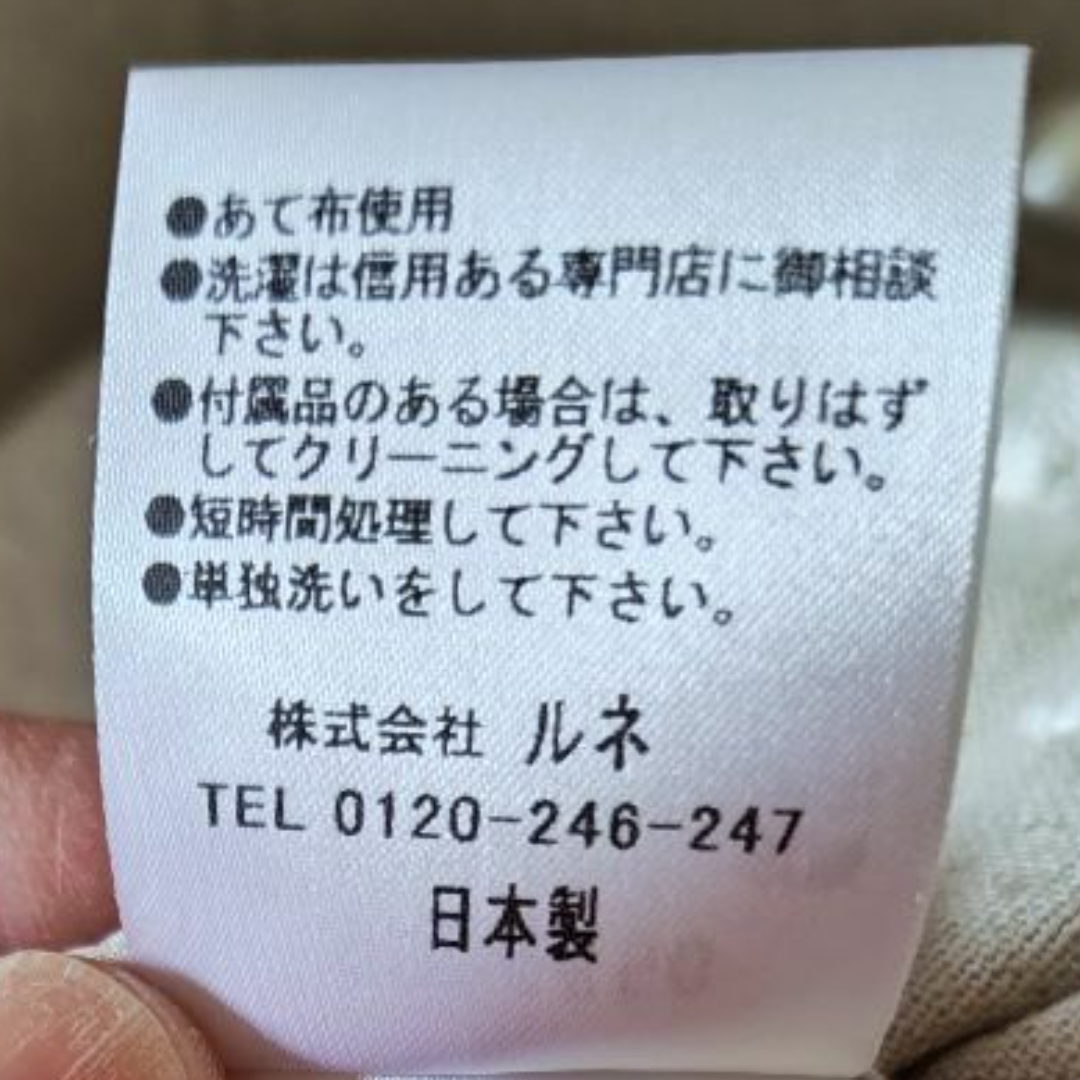 ●あて布使用
●洗濯は信用ある専門店に御相談
下さい。
●付属品のある場合は、取りはず
してクリーニングして下さい。
●短時間処理して下さい。
●単独洗いをして下さい。
株式会社 ルネ
TEL 0120-246-247
日本製